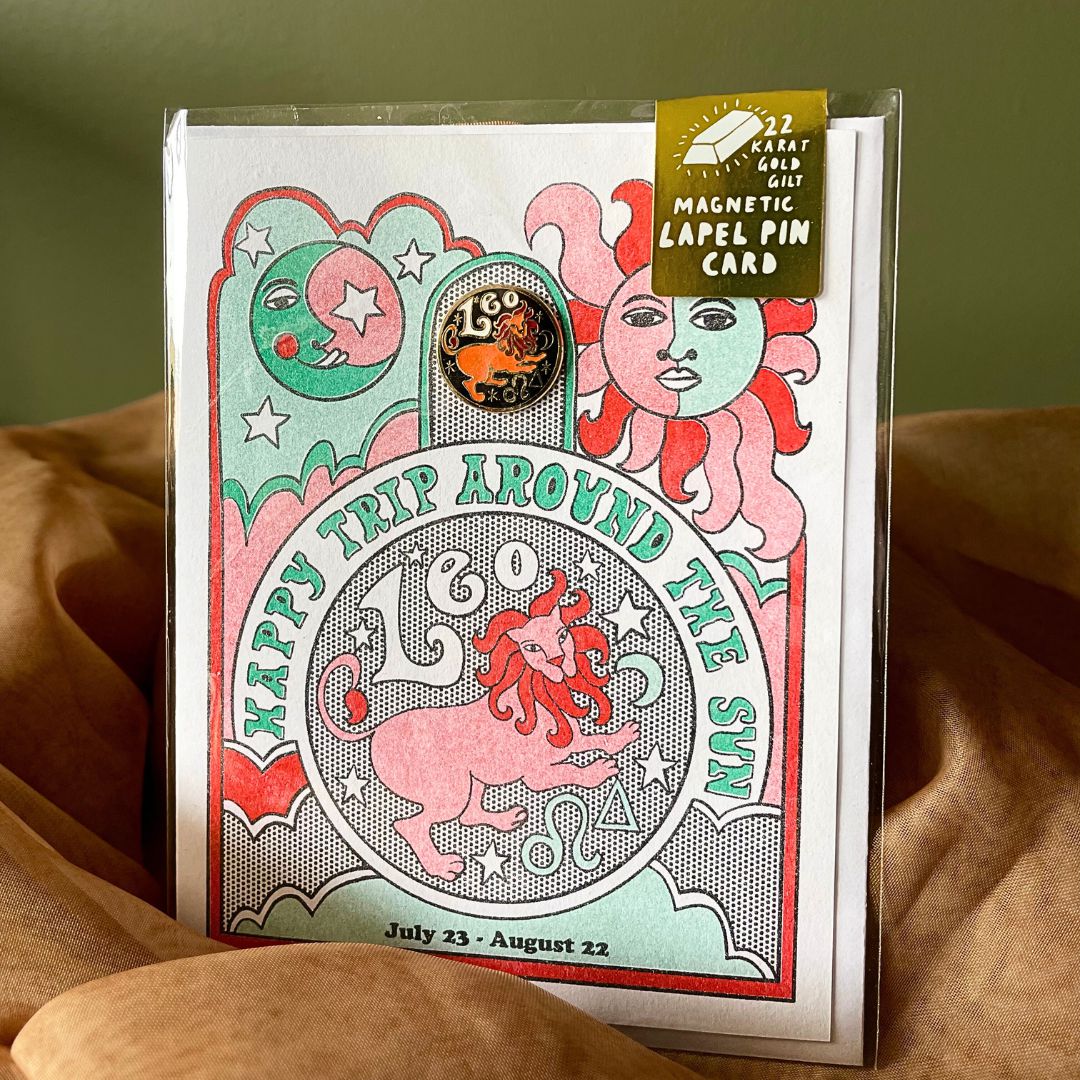 22
KARAT
GOLD
GILT
MAGNETIC
LAPEL PIN
CARD
Leo
HAPPY TRIP AROUND THE SUN
Leo
July 23 - August 22